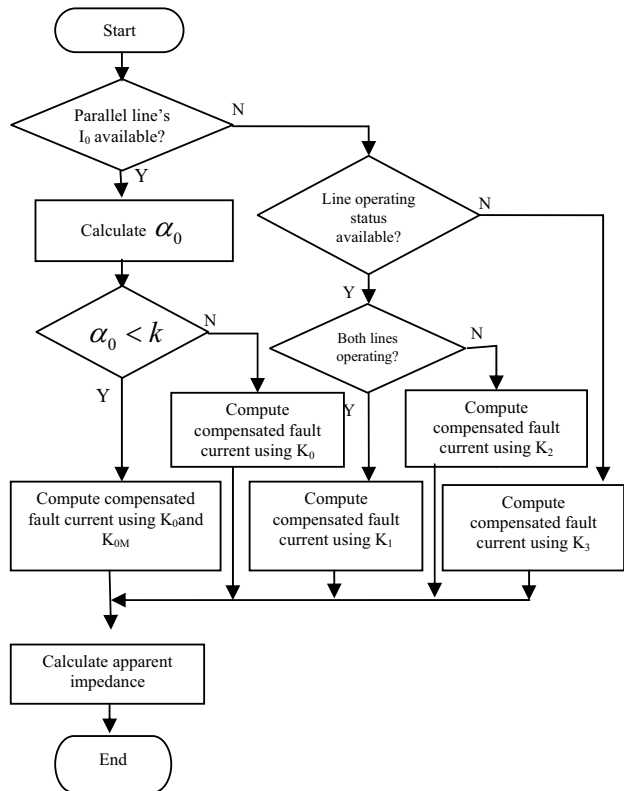 Start
Parallel line's
I₀ available?
N
Y
Line operating
status
available?
N
Calculate α₀
Y
α₀ < k
N
Both lines
operating?
N
Y
Compute
compensated fault
current using K₀
Y
Compute
compensated fault
current using K₂
Compute compensated
fault current using K₀and
K₀M
Compute
compensated fault
current using K₁
Compute
compensated fault
current using K₃
Calculate apparent
impedance
End